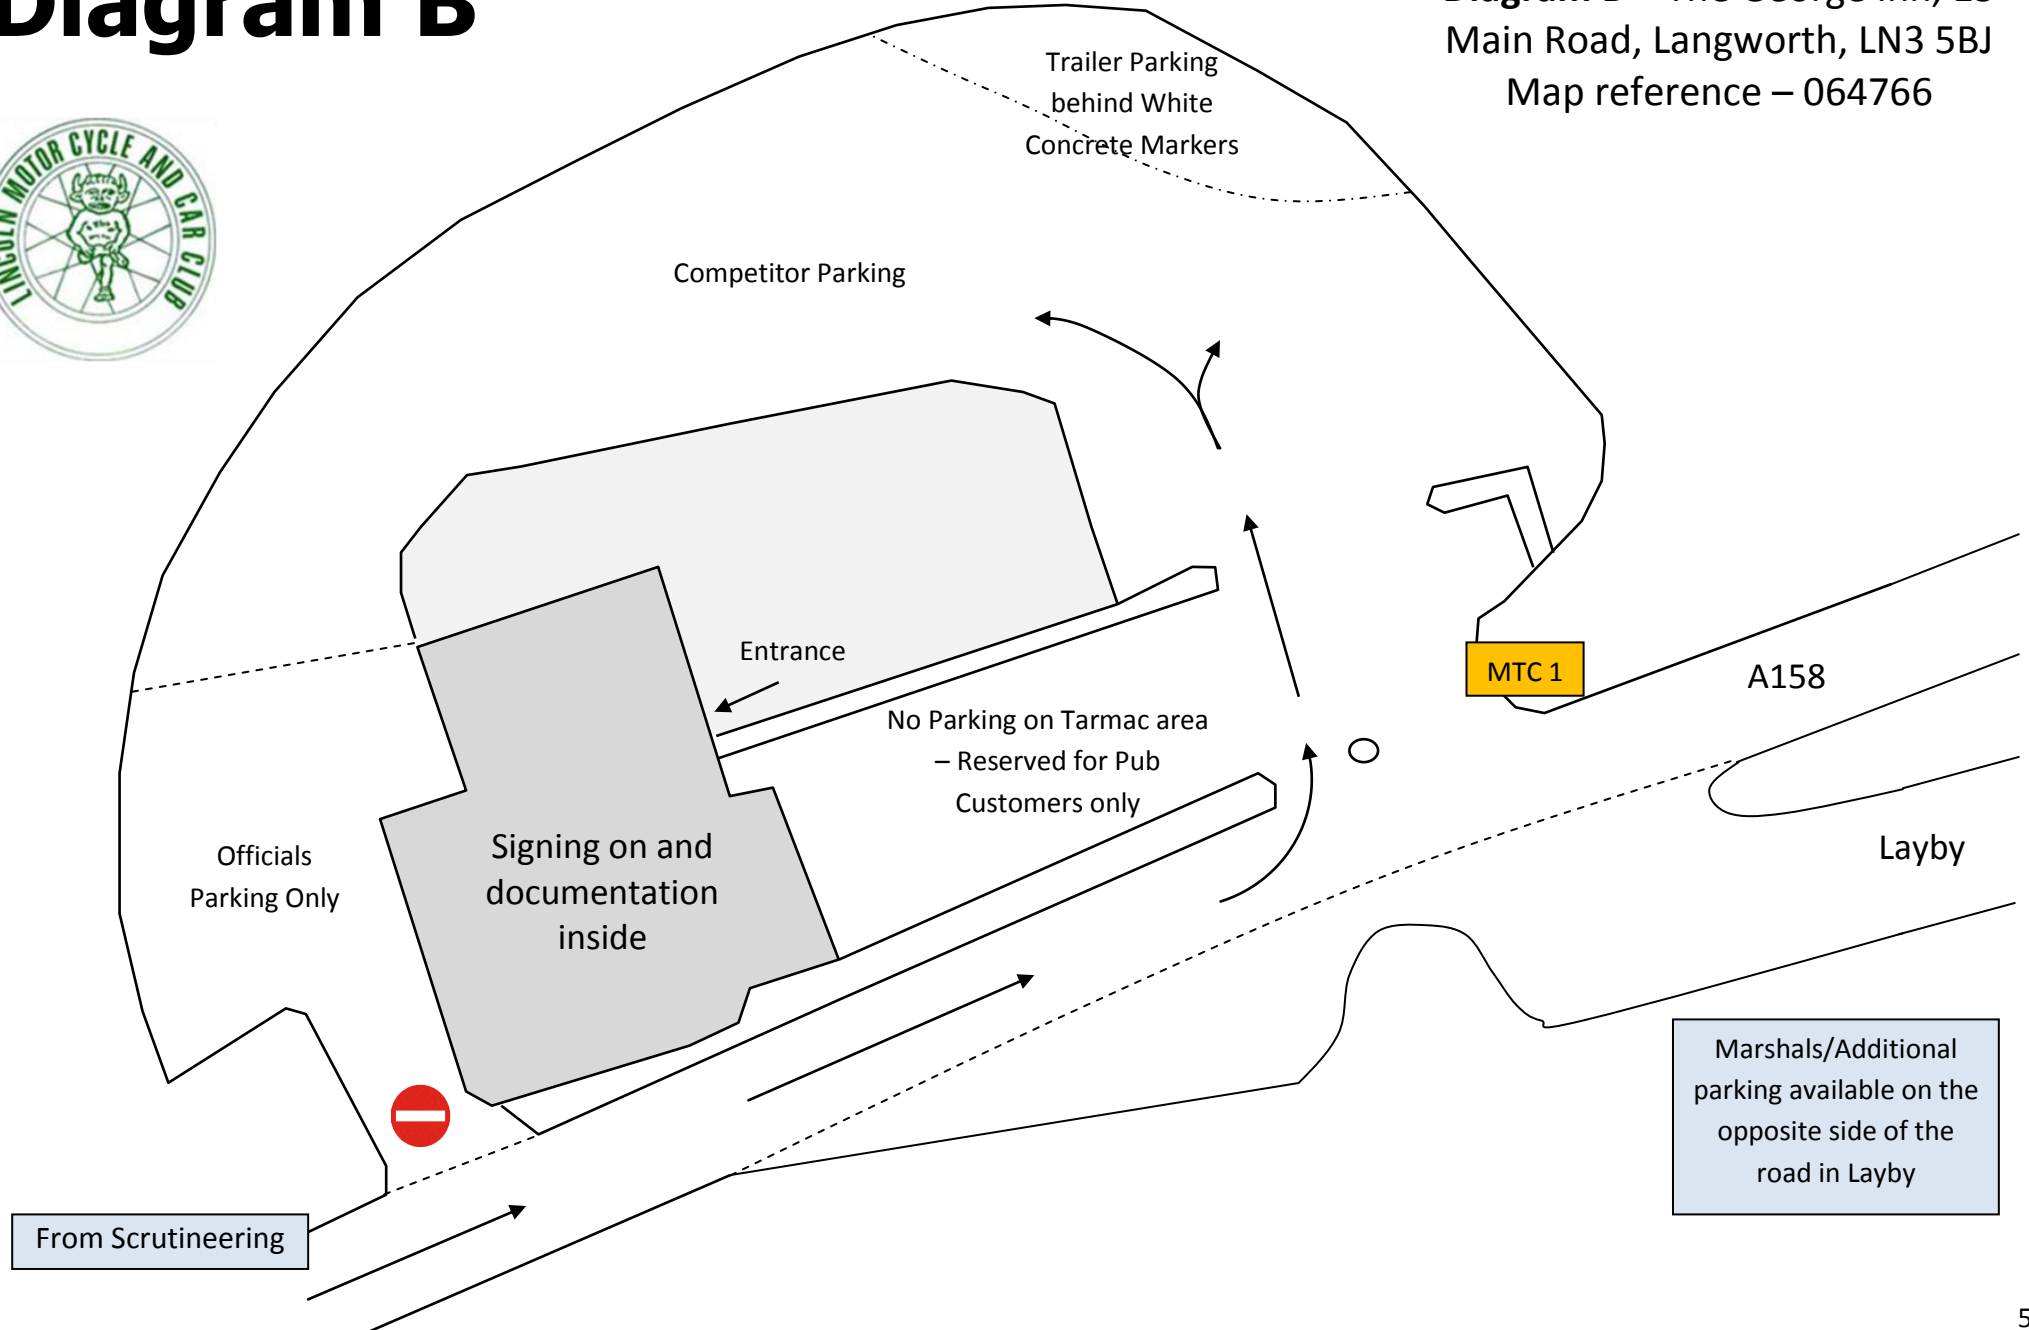 Diagram B
Main Road, Langworth, LN3 5BJ
Map reference – 064766
LINCOLN MOTOR CYCLE AND CAR CLUB
Trailer Parking
behind White
Concrete Markers
Competitor Parking
Entrance
MTC 1
A158
No Parking on Tarmac area
– Reserved for Pub
Customers only
Officials
Parking Only
Signing on and
documentation
inside
Layby
Marshals/Additional
parking available on the
opposite side of the
road in Layby
From Scrutineering
5